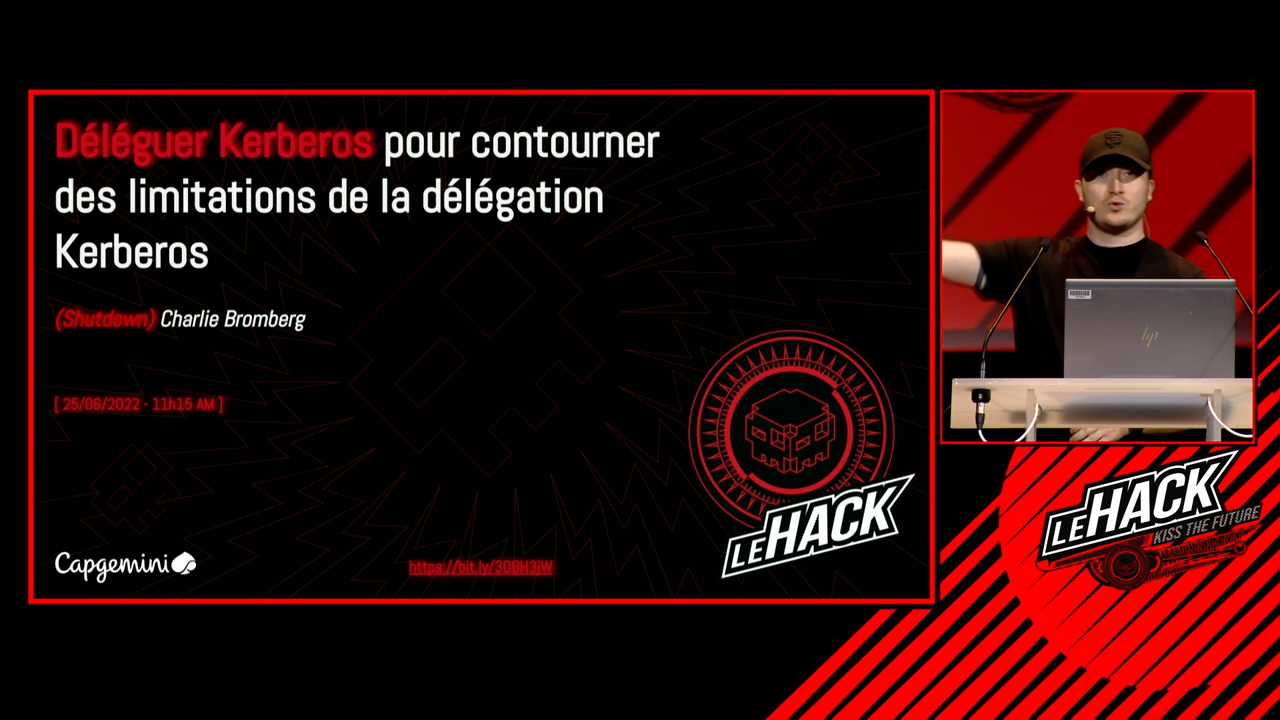 Déléguer Kerberos pour contourner
des limitations de la délégation
Kerberos
(Shutdown) Charlie Bromberg
[ 25/06/2022 - 11h15 AM ]
Capgemini
https://bit.ly/3OBH3jW
LEHACK
hp
LEHACK
KISS THE FUTURE